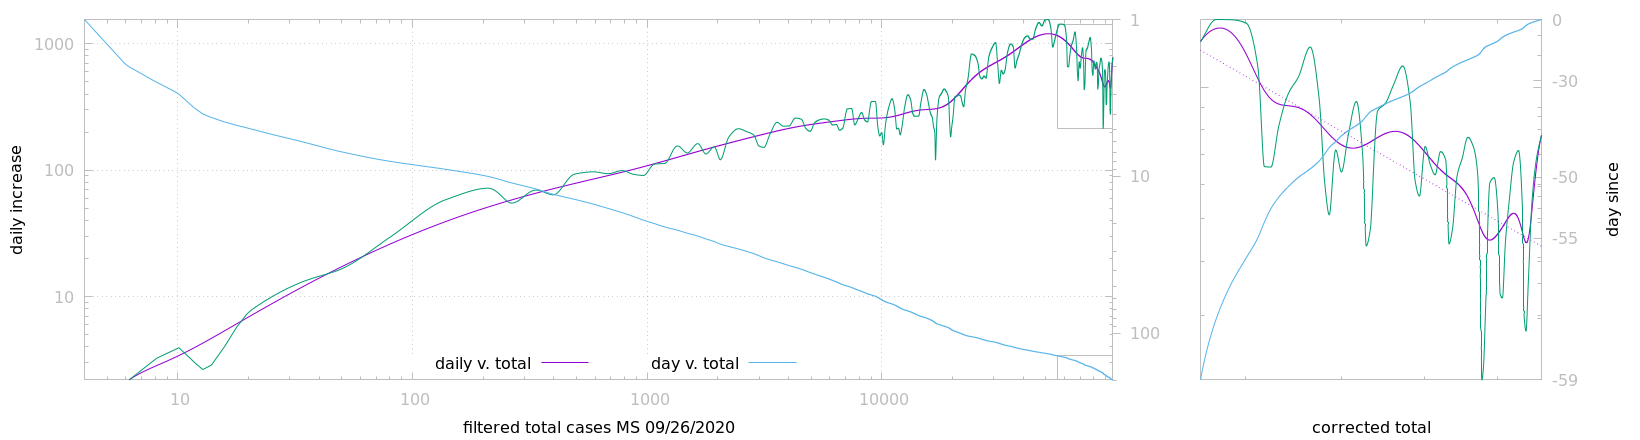 daily increase
1000
100
10
10
100
1000
10000
1
10
100
daily v. total
day v. total
filtered total cases MS 09/26/2020
0
-30
-50
-55
-59
day since
corrected total